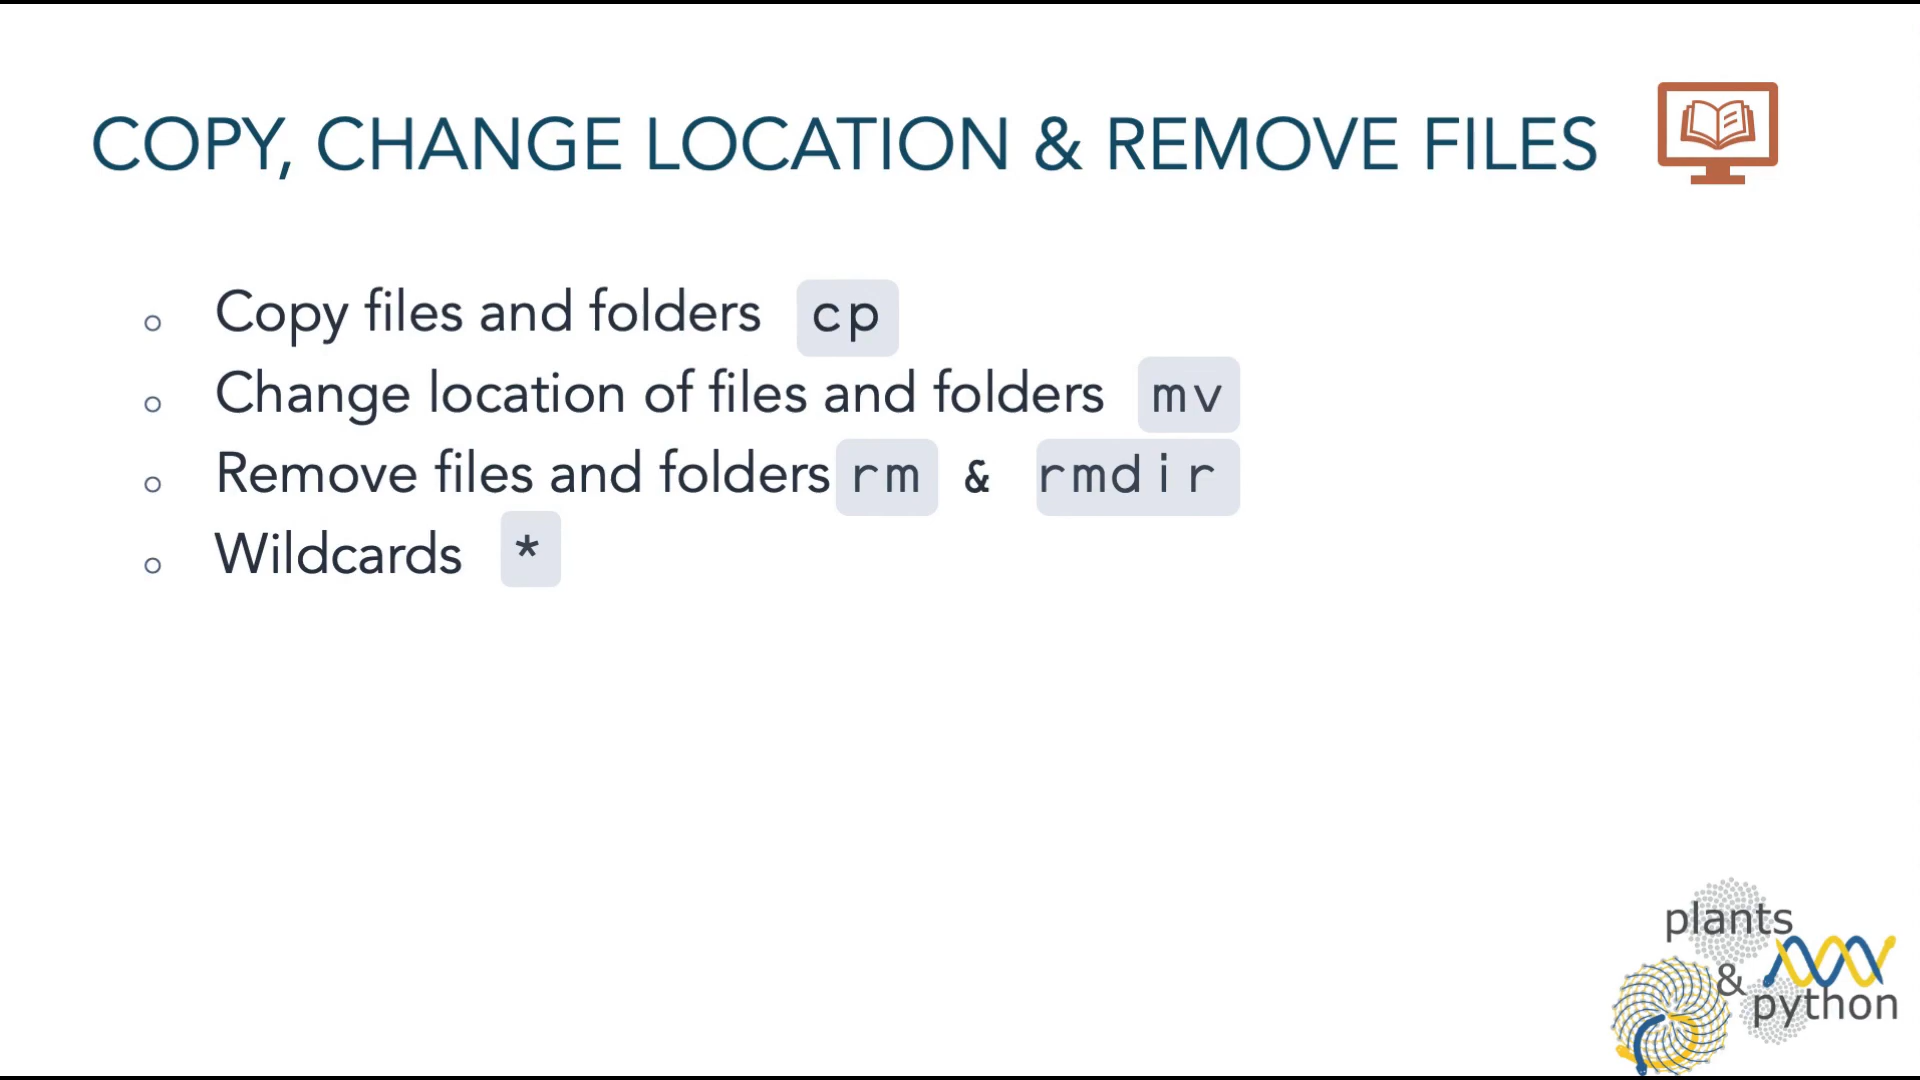 COPY, CHANGE LOCATION & REMOVE FILES
Copy files and folders cp
Change location of files and folders mv
Remove files and folders rm & rmdir
Wildcards *
plants
&
python